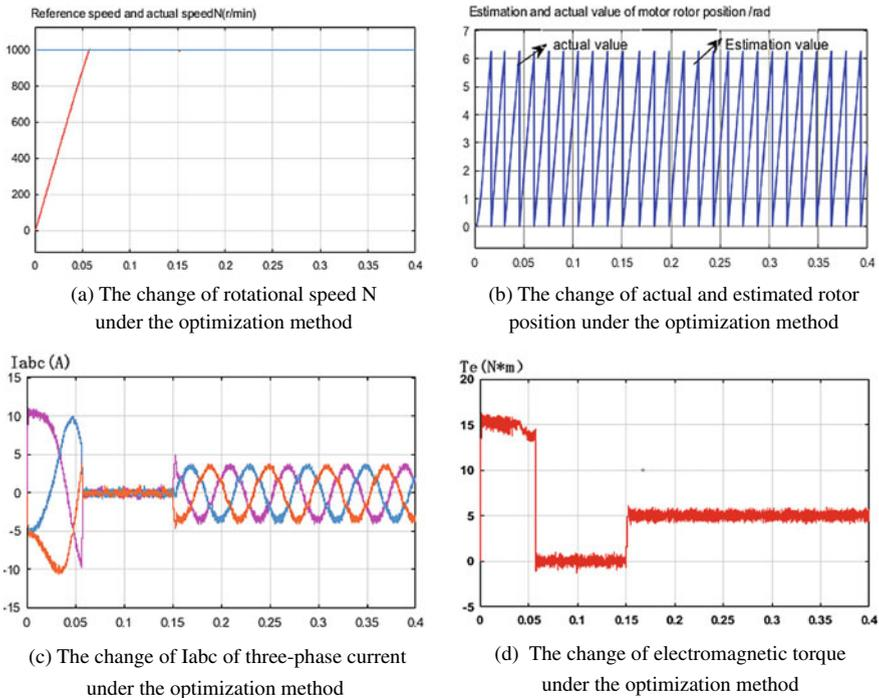 Reference speed and actual speedN(r/min)
1000
800
600
400
200
0
0 0.05 0.1 0.15 0.2 0.25 0.3 0.35 0.4
(a) The change of rotational speed N
under the optimization method
Estimation and actual value of motor rotor position /rad
7
actual value
Estimation value
6
5
4
3
2
1
0
0 0.05 0.1 0.15 0.2 0.25 0.3 0.35 0.4
(b) The change of actual and estimated rotor
position under the optimization method
Iabc(A)
15
10
5
0
-5
-10
-15
0 0.05 0.1 0.15 0.2 0.25 0.3 0.35 0.4
(c) The change of Iabc of three-phase current
under the optimization method
Te(N*m)
20
15
10
5
0
-5
0 0.05 0.1 0.15 0.2 0.25 0.3 0.35 0.4
(d) The change of electromagnetic torque
under the optimization method